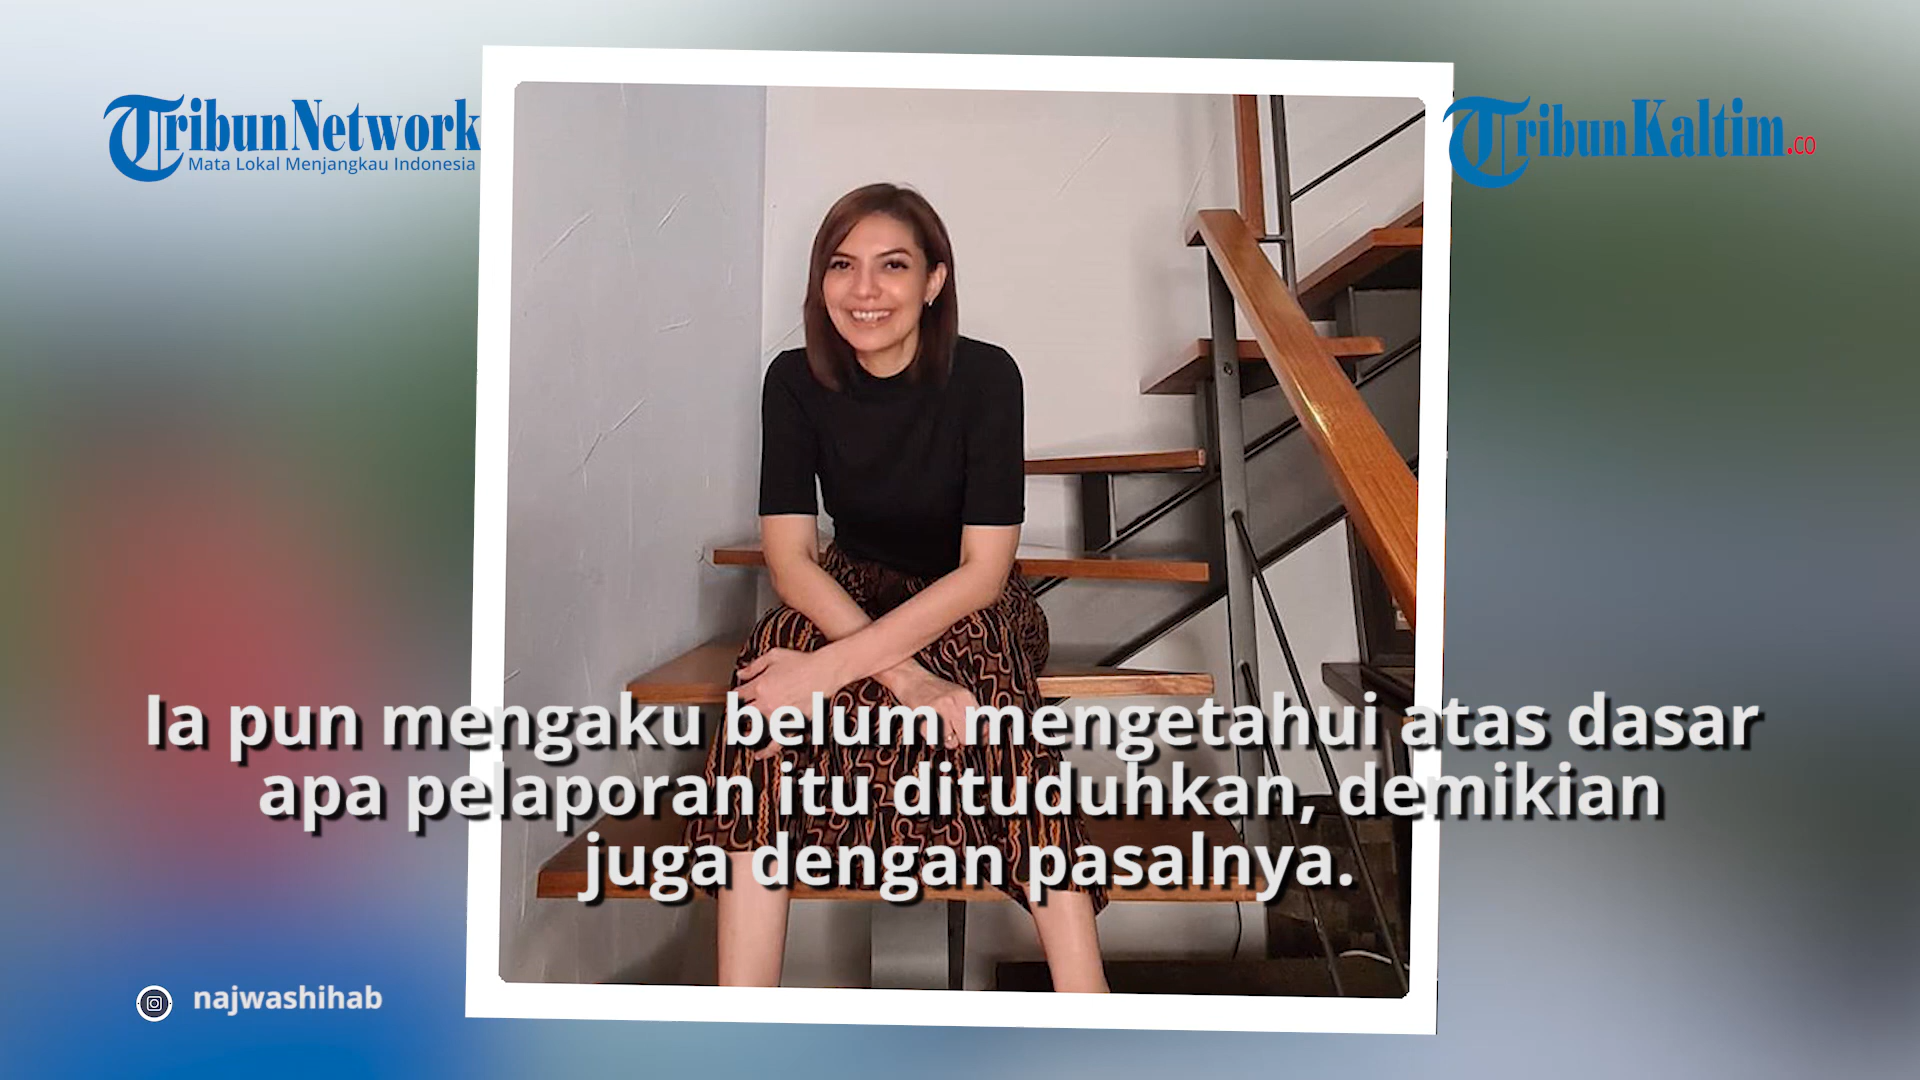 TribunNetwork
Mata Lokal Menjangkau Indonesia
TribunKaltim.co
Ia pun mengaku belum mengetahui atas dasar
apa pelaporan itu dituduhkan, demikian
juga dengan pasalnya.
najwashihab